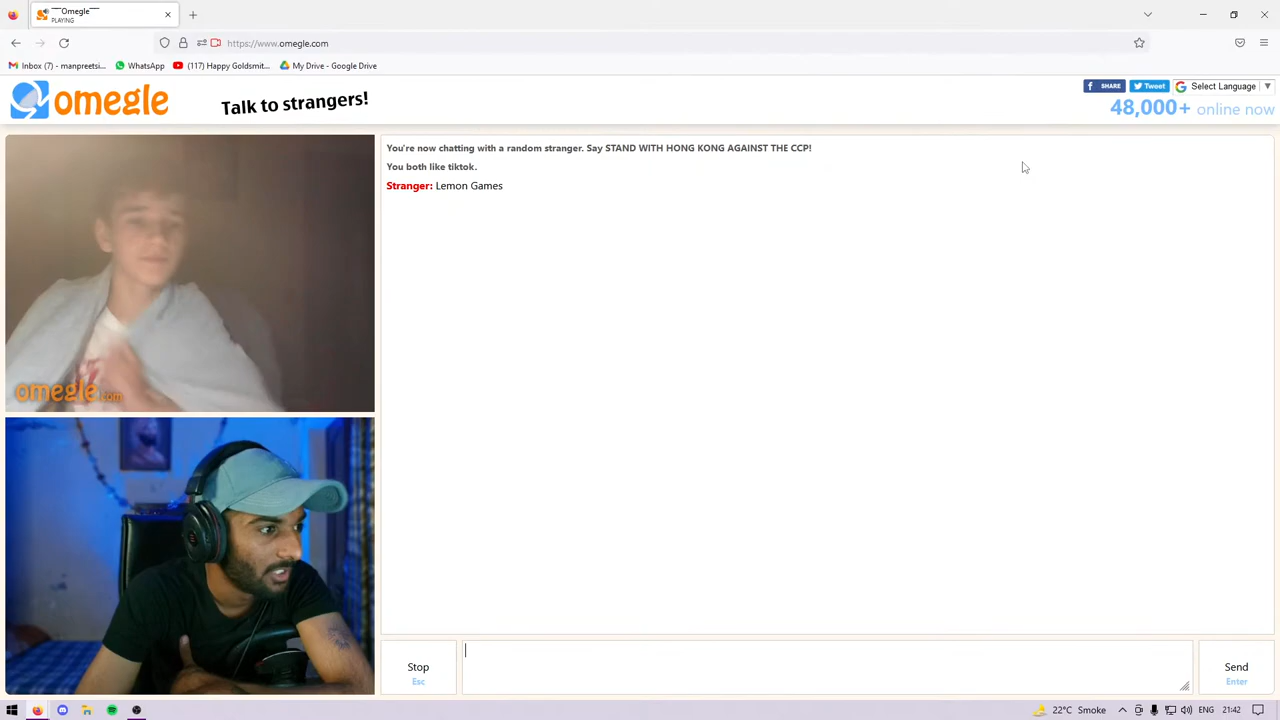 Omegle
PLAYING
https://www.omegle.com
Inbox (7) - manpreetsi...
WhatsApp
(117) Happy Goldsmit...
My Drive - Google Drive
omegle
Talk to strangers!
SHARE
Tweet
Select Language
48,000+ online now
You're now chatting with a random stranger. Say STAND WITH HONG KONG AGAINST THE CCP!
You both like tiktok.
Stranger: Lemon Games
omegle.com
Stop
Esc
Send
Enter
22°C Smoke
ENG
21:42